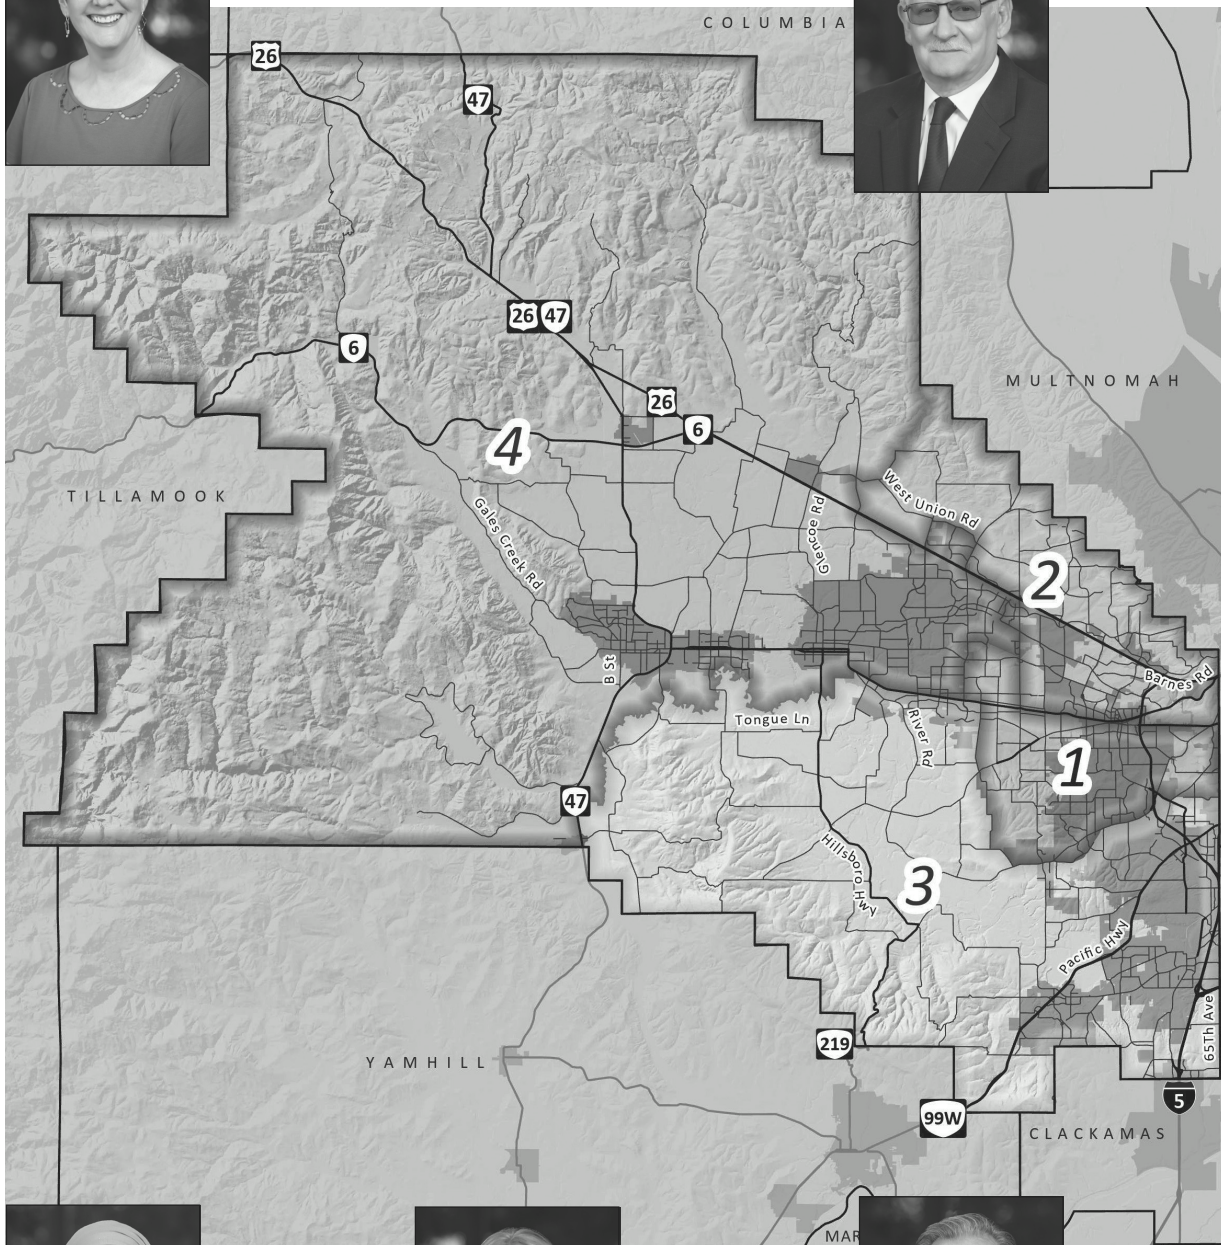 COLUMBIA
26
47
26
47
6
MULTNOMAH
26
6
4
TILLAMOOK
West Union Rd
Gales Creek Rd
Glencoe Rd
2
B St
Barnes Rd
Tongue Ln
River Rd
1
47
Hillsboro Hwy
3
Pacific Hwy
65Th Ave
219
YAMHILL
5
99W
CLACKAMAS
MAR